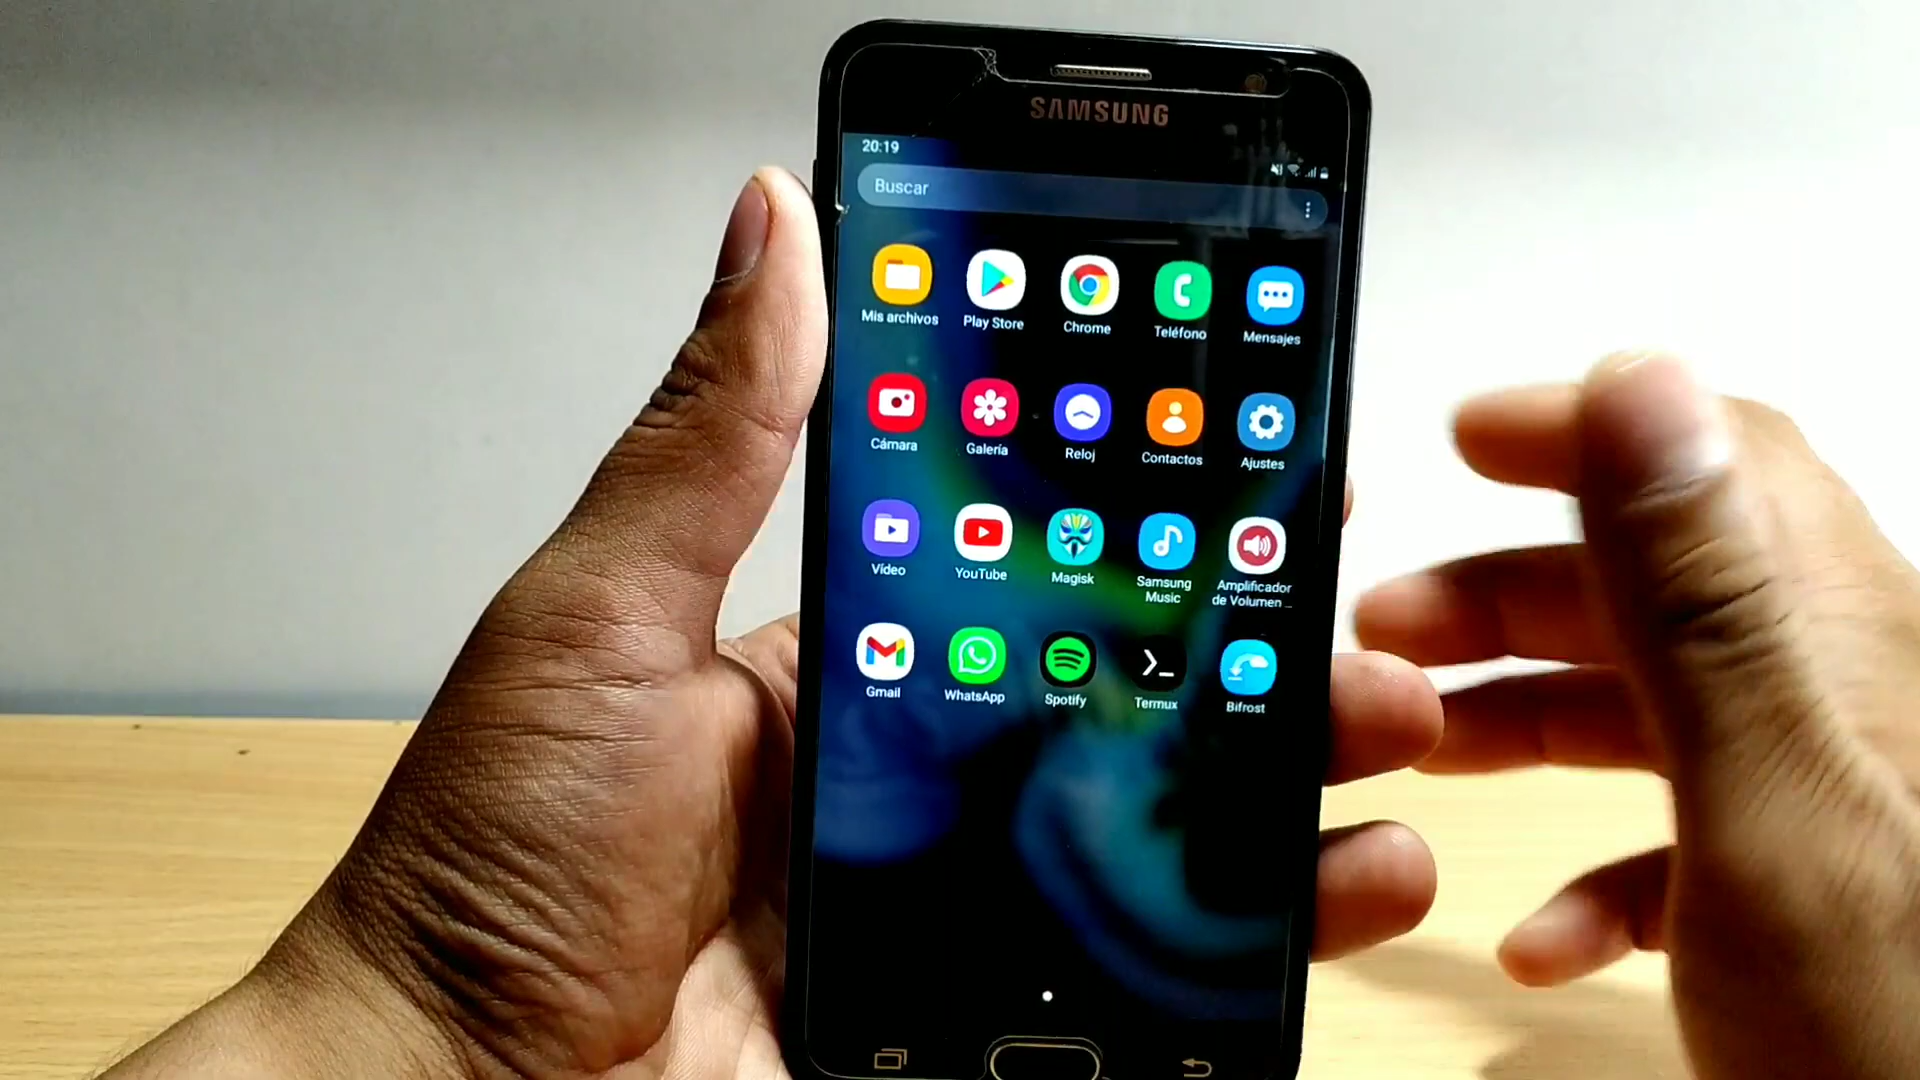 SAMSUNG
20:19
Buscar
Mis archivos
Play Store
Chrome
Teléfono
Mensajes
Cámara
Galería
Reloj
Contactos
Ajustes
Vídeo
YouTube
Magisk
Samsung
Music
Amplificador
de Volumen ...
Gmail
WhatsApp
Spotify
Termux
Bifrost